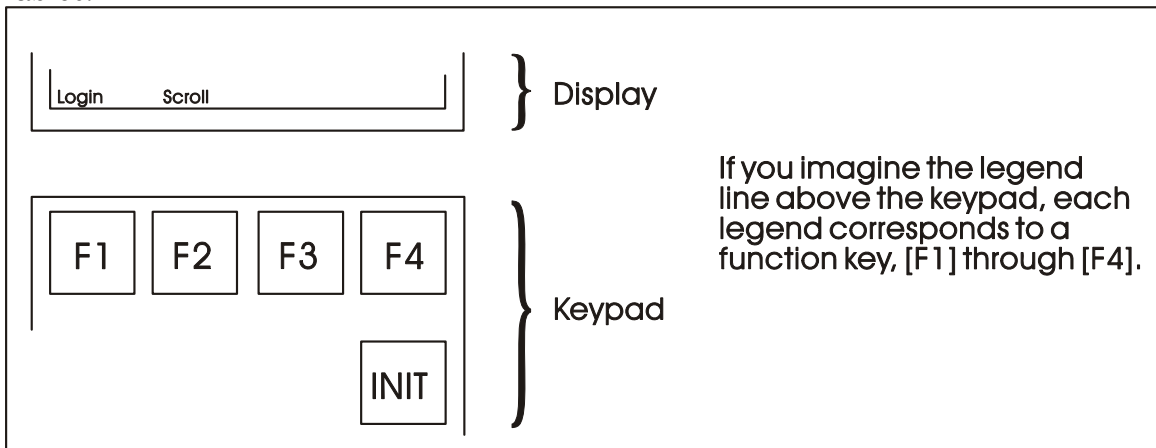 Login Scroll
Display
If you imagine the legend
line above the keypad, each
legend corresponds to a
function key, [F1] through [F4].
F1 F2 F3 F4
Keypad
INIT